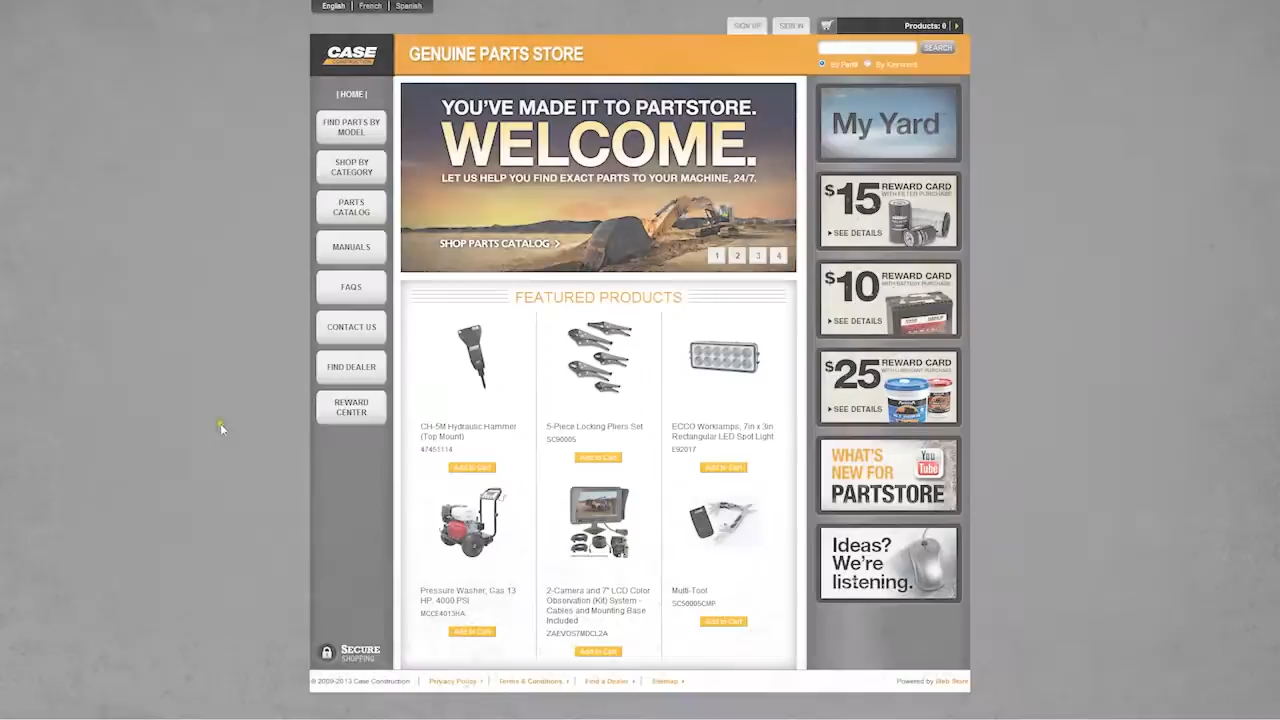 English | French | Spanish
SIGN UP
SIGN IN
Products: 0
CASE
CONSTRUCTION
GENUINE PARTS STORE
SEARCH
By Part#
By Keyword
| HOME |
FIND PARTS BY
MODEL
SHOP BY
CATEGORY
PARTS
CATALOG
MANUALS
FAQS
CONTACT US
FIND DEALER
REWARD
CENTER
SECURE
SHOPPING
YOU'VE MADE IT TO PARTSTORE.
WELCOME.
LET US HELP YOU FIND EXACT PARTS TO YOUR MACHINE, 24/7.
SHOP PARTS CATALOG >
1 2 3 4
FEATURED PRODUCTS
CH-5M Hydraulic Hammer
(Top Mount)
47451114
Add to Cart
5-Piece Locking Pliers Set
SC90005
Add to Cart
ECCO Worklamps, 7in x 3in
Rectangular LED Spot Light
E92017
Add to Cart
Pressure Washer, Gas 13
HP. 4000 PSI
MCCE4013HA
Add to Cart
2-Camera and 7" LCD Color
Observation (Kit) System -
Cables and Mounting Base
Included
ZAEVOS7MDCL2A
Add to Cart
Multi-Tool
SC50005CMP
Add to Cart
My Yard
$15 REWARD CARD
WITH FILTER PURCHASE
SEE DETAILS
$10 REWARD CARD
WITH BATTERY PURCHASE
SEE DETAILS
$25 REWARD CARD
WITH LUBRICANT PURCHASE
SEE DETAILS
WHAT'S
NEW FOR
PARTSTORE
You
Tube
Ideas?
We're
listening.
© 2009-2013 Case Construction | Privacy Policy | Terms & Conditions | Find a Dealer | Sitemap
Powered by Web Store